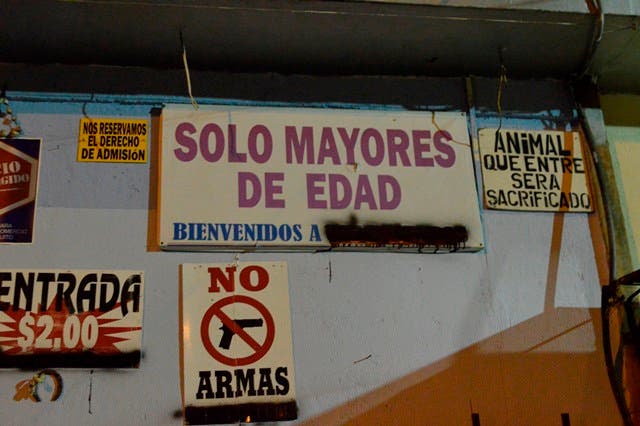 NOS RESERVAMOS
EL DERECHO
DE ADMISIÓN
SOLO MAYORES
DE EDAD
BIENVENIDOS A
ANIMAL
QUE ENTRE
SERA
SACRIFICADO
ENTRADA
$2,00
NO
ARMAS